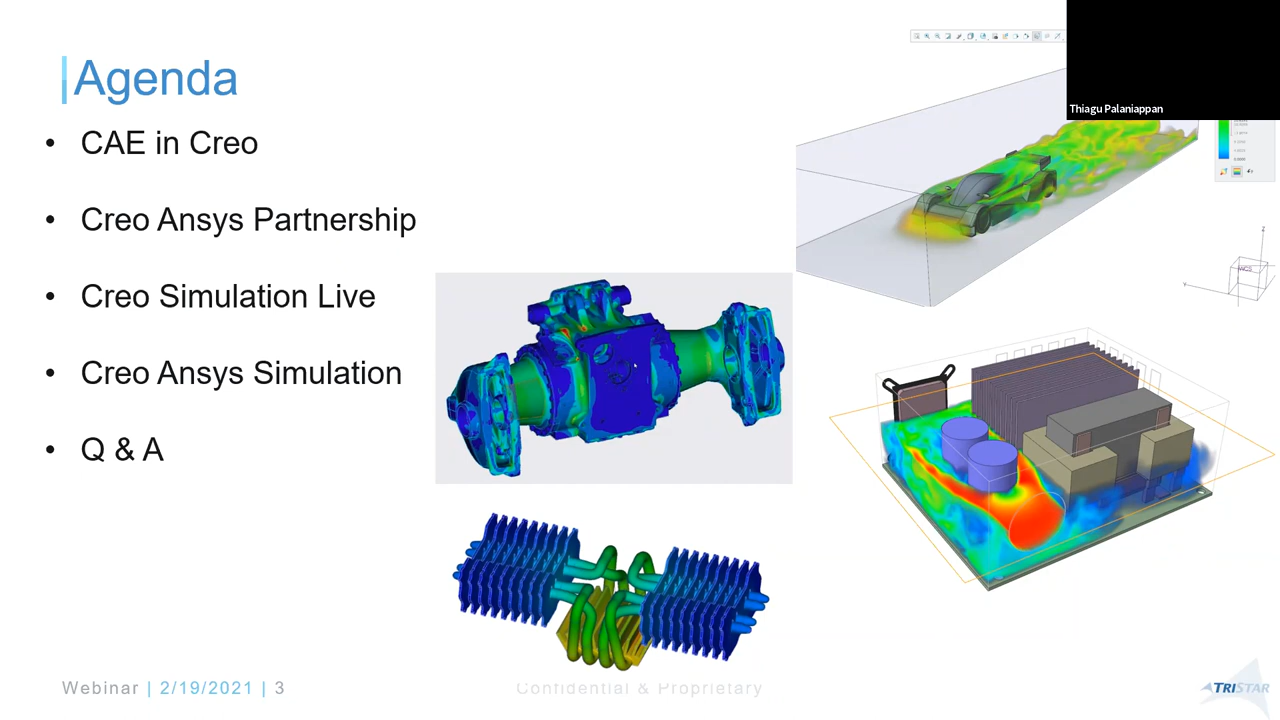 Agenda
• CAE in Creo
• Creo Ansys Partnership
• Creo Simulation Live
• Creo Ansys Simulation
• Q & A
Thiagu Palaniappan
Z
Y
Webinar | 2/19/2021 | 3
Confidential & Proprietary
TRISTAR